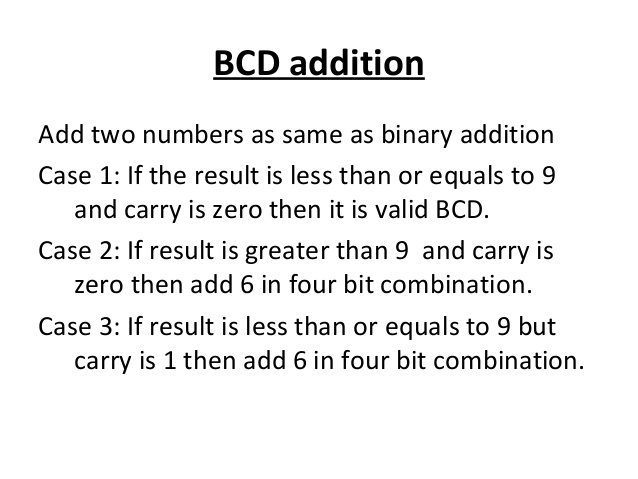 BCD addition
Add two numbers as same as binary addition
Case 1: If the result is less than or equals to 9
and carry is zero then it is valid BCD.
Case 2: If result is greater than 9  and carry is
zero then add 6 in four bit combination.
Case 3: If result is less than or equals to 9 but
carry is 1 then add 6 in four bit combination.